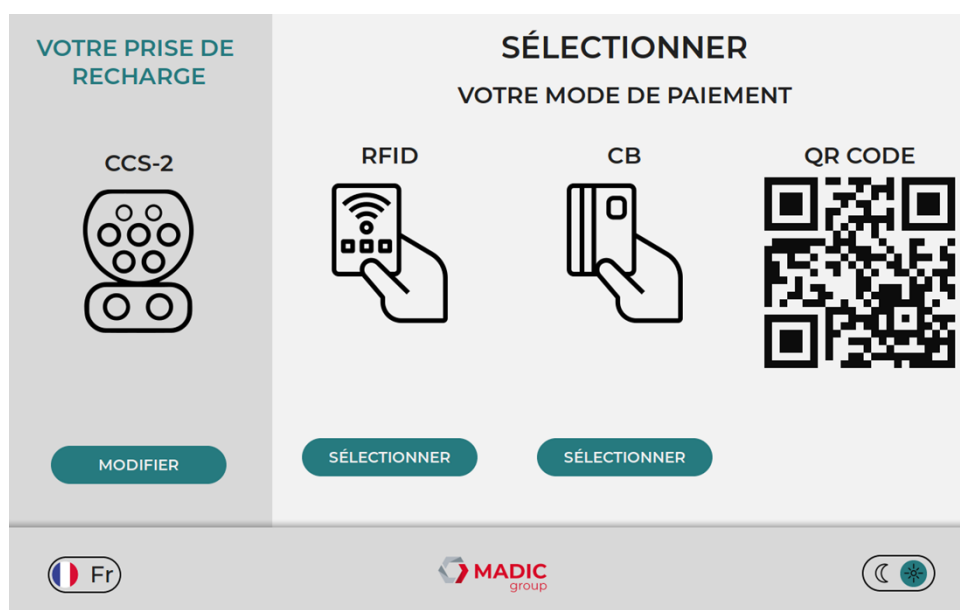 VOTRE PRISE DE
RECHARGE
CCS-2
MODIFIER
SÉLECTIONNER
VOTRE MODE DE PAIEMENT
RFID
CB
QR CODE
SÉLECTIONNER
SÉLECTIONNER
Fr
MADIC
group